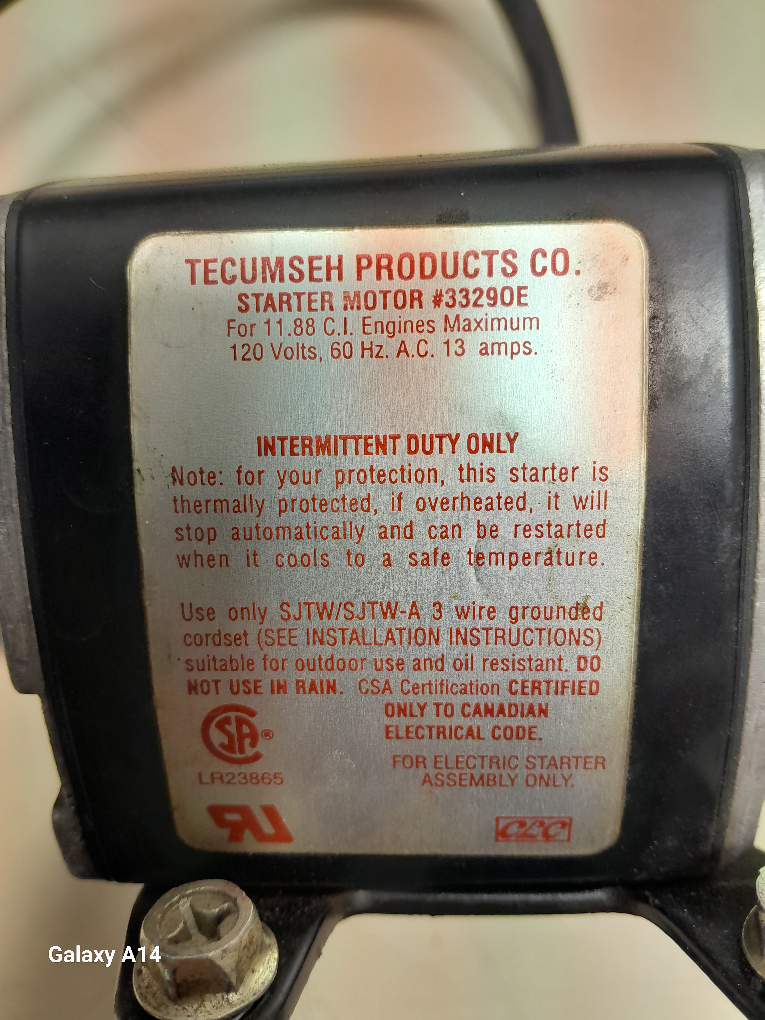 TECUMSEH PRODUCTS CO.
STARTER MOTOR #33290E
For 11.88 C.I. Engines Maximum
120 Volts, 60 Hz. A.C. 13 amps.
INTERMITTENT DUTY ONLY
Note: for your protection, this starter is
thermally protected, if overheated, it will
stop automatically and can be restarted
when it cools to a safe temperature.
Use only SJTW/SJTW-A 3 wire grounded
cordset (SEE INSTALLATION INSTRUCTIONS)
suitable for outdoor use and oil resistant. DO
NOT USE IN RAIN. CSA Certification CERTIFIED
ONLY TO CANADIAN
ELECTRICAL CODE.
SA®
LR23865
FOR ELECTRIC STARTER
ASSEMBLY ONLY.
RU
CLC
Galaxy A14